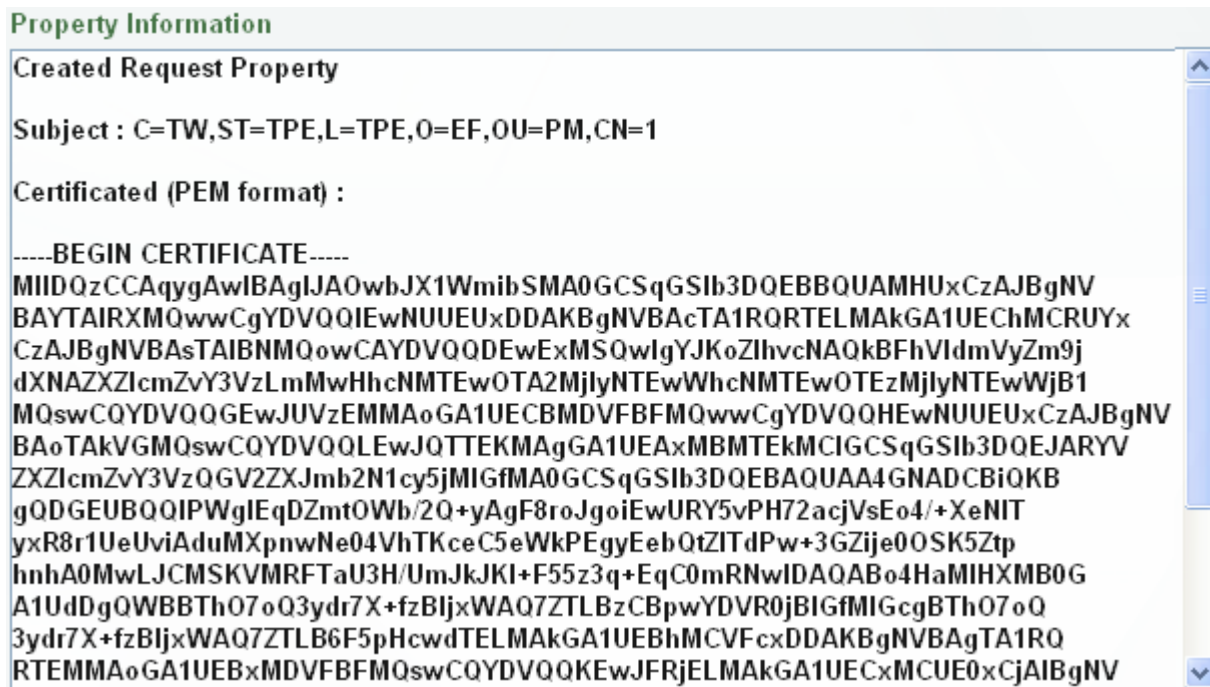 Property Information
Created Request Property
Subject : C=TW,ST=TPE,L=TPE,O=EF,OU=PM,CN=1
Certificated (PEM format) :
-----BEGIN CERTIFICATE-----
MIIDQzCCAqygAwIBAgIJAOwbJX1WmibSMA0GCSqGSIb3DQEBBQUAMHUxCzAJBgNV
BAYTAlRXMQwwCgYDVQQIEwNUUEUxDDAKBgNVBAcTA1RQRTELMAkGA1UEChMCRUYx
CzAJBgNVBAsTAlBNMQowCAYDVQQDEwExMSQwIgYJKoZIhvcNAQkBFhVldmVyZm9j
dXNAZXZlcmZvY3VzLmMwHhcNMTEwOTA2MjIyNTEwWhcNMTEwOTEzMjIyNTEwWjB1
MQswCQYDVQQGEwJUVzEMMAoGA1UECBMDVFBFMQwwCgYDVQQHEwNUUEUxCzAJBgNV
BAoTAkVGMQswCQYDVQQLEwJQTTEKMAgGA1UEAxMBMTEkMCIGCSqGSIb3DQEJARYV
ZXZlcmZvY3VzQGV2ZXJmb2N1cy5jMIGfMA0GCSqGSIb3DQEBAQUAA4GNADCBiQKB
gQDGEUBQQIPWgIEqDZmtOWb/2Q+yAgF8roJgoiEwURY5vPH72acjVsEo4/+XeNIT
yxR8r1UeUviAduMXpnwNe04VhTKceC5eWkPEgyEebQtZITdPw+3GZije0OSK5Ztp
hnhA0MwLJCMSKVMRFTaU3H/UmJkJKI+F55z3q+EqC0mRNwIDAQABo4HaMIHXMB0G
A1UdDgQWBBThO7oQ3ydr7X+fzBljxWAQ7ZTLBzCBpwYDVR0jBIGfMIGcgBThO7oQ
3ydr7X+fzBljxWAQ7ZTLB6F5pHcwdTELMAkGA1UEBhMCVFcxDDAKBgNVBAgTA1RQ
RTEMMAoGA1UEBxMDVFBFMQswCQYDVQQKEwJFRjELMAkGA1UECxMCUE0xCjAIBgNV